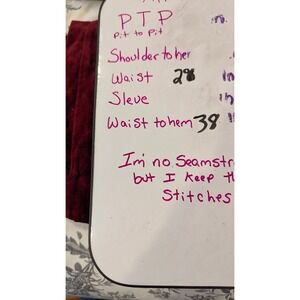 PTP
Pit to Pit
Shoulder to her
Waist 28 In
Sleve
Waist to hem 38
I'm no Seamstr
but I keep th
Stitches